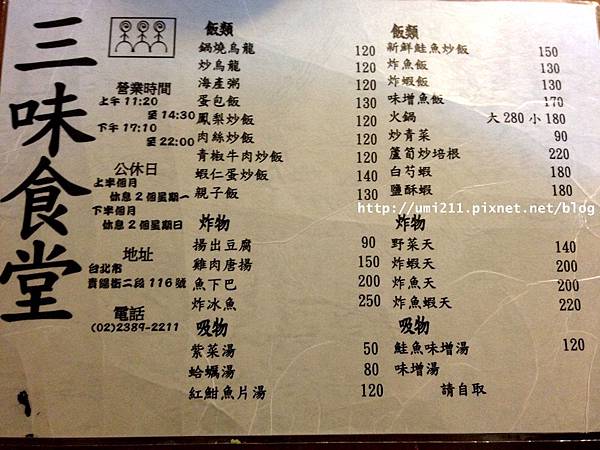 三味食堂
營業時間
上午 11:20
至 14:30
下午 17:10
至 22:00
公休日
上半個月
休息 2 個星期一
下半個月
休息 2 個星期日
地址
台北市
貴陽街二段 116 號
電話
(02)2389-2211
飯類
鍋燒烏龍 120
炒烏龍 120
海產粥 120
蛋包飯 130
鳳梨炒飯 130
肉絲炒飯 120
青椒牛肉炒飯 120
蝦仁蛋炒飯 120
親子飯 130
炸物
揚出豆腐 90
雞肉唐揚 150
魚下巴 200
炸冰魚 250
吸物
紫菜湯 50
蛤蠣湯 80
紅魽魚片湯 120
飯類
新鮮鮭魚炒飯 150
炸魚飯 130
炸蝦飯 130
味增魚飯 170
火鍋 大 280 小 180
炒青菜 90
蘆筍炒培根 220
白芍蝦 180
鹽酥蝦 180
http://umi211.pixnet.net/blog
炸物
野菜天 140
炸蝦天 200
炸魚天 200
炸魚蝦天 220
吸物
鮭魚味增湯 120
味增湯 請自取